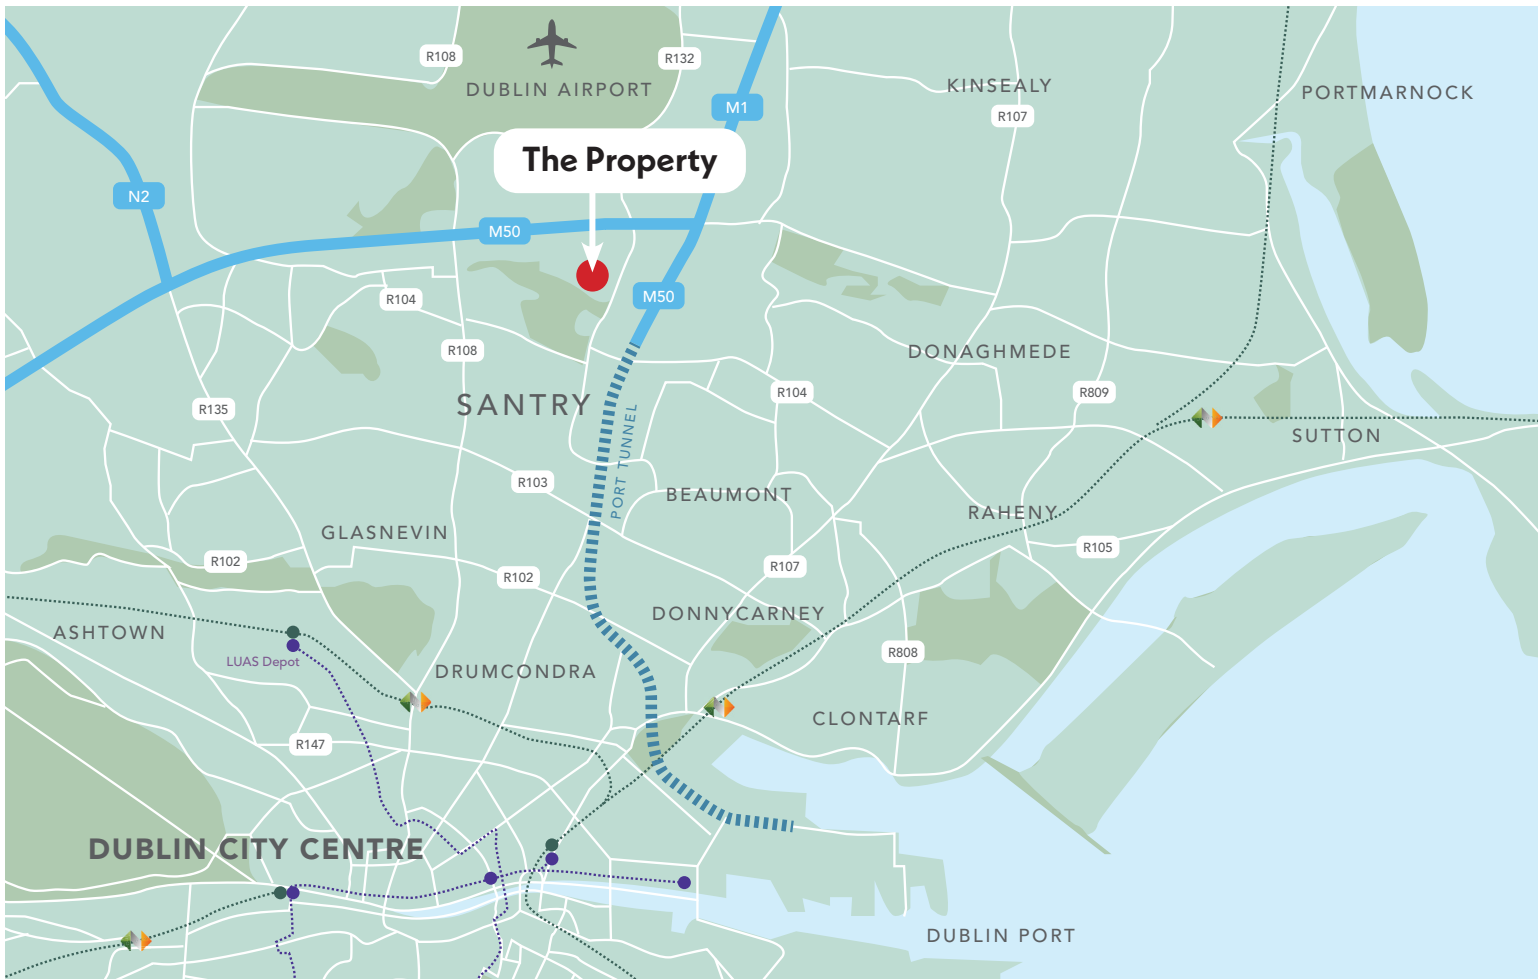 R108
R132
DUBLIN AIRPORT
KINSEALY
PORTMARNOCK
M1
R107
The Property
N2
M50
M50
R104
R108
DONAGHMEDE
R104
R809
SANTRY
R135
PORT TUNNEL
SUTTON
R103
BEAUMONT
RAHENY
GLASNEVIN
R105
R102
R107
R102
DONNYCARNEY
ASHTOWN
LUAS Depot
R808
DRUMCONDRA
CLONTARF
R147
DUBLIN CITY CENTRE
DUBLIN PORT